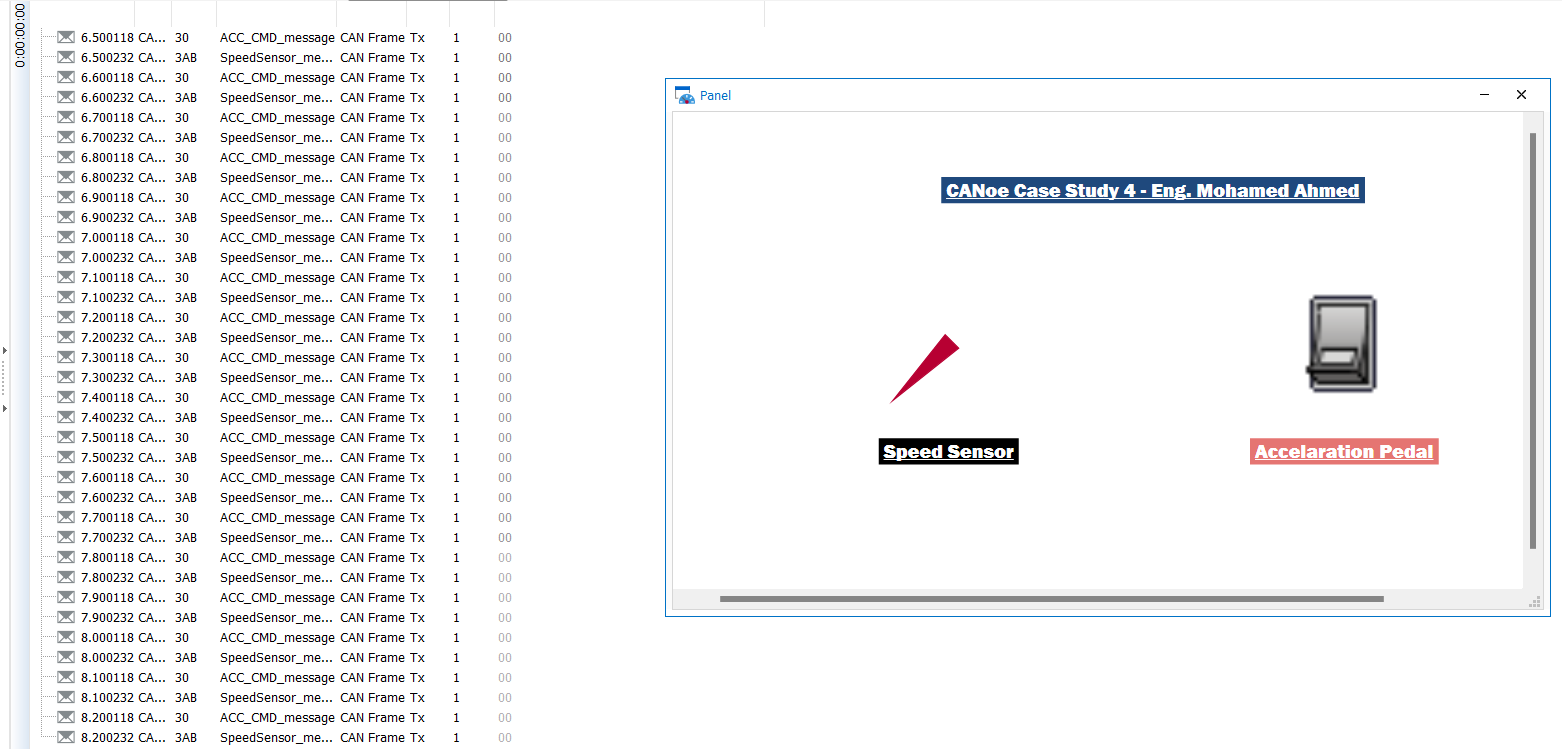 0:00:00:00
6.500118 CA... 30 ACC_CMD_message CAN Frame Tx 1 00
6.500232 CA... 3AB SpeedSensor_me... CAN Frame Tx 1 00
6.600118 CA... 30 ACC_CMD_message CAN Frame Tx 1 00
6.600232 CA... 3AB SpeedSensor_me... CAN Frame Tx 1 00
6.700118 CA... 30 ACC_CMD_message CAN Frame Tx 1 00
6.700232 CA... 3AB SpeedSensor_me... CAN Frame Tx 1 00
6.800118 CA... 30 ACC_CMD_message CAN Frame Tx 1 00
6.800232 CA... 3AB SpeedSensor_me... CAN Frame Tx 1 00
6.900118 CA... 30 ACC_CMD_message CAN Frame Tx 1 00
6.900232 CA... 3AB SpeedSensor_me... CAN Frame Tx 1 00
7.000118 CA... 30 ACC_CMD_message CAN Frame Tx 1 00
7.000232 CA... 3AB SpeedSensor_me... CAN Frame Tx 1 00
7.100118 CA... 30 ACC_CMD_message CAN Frame Tx 1 00
7.100232 CA... 3AB SpeedSensor_me... CAN Frame Tx 1 00
7.200118 CA... 30 ACC_CMD_message CAN Frame Tx 1 00
7.200232 CA... 3AB SpeedSensor_me... CAN Frame Tx 1 00
7.300118 CA... 30 ACC_CMD_message CAN Frame Tx 1 00
7.300232 CA... 3AB SpeedSensor_me... CAN Frame Tx 1 00
7.400118 CA... 30 ACC_CMD_message CAN Frame Tx 1 00
7.400232 CA... 3AB SpeedSensor_me... CAN Frame Tx 1 00
7.500118 CA... 30 ACC_CMD_message CAN Frame Tx 1 00
7.500232 CA... 3AB SpeedSensor_me... CAN Frame Tx 1 00
7.600118 CA... 30 ACC_CMD_message CAN Frame Tx 1 00
7.600232 CA... 3AB SpeedSensor_me... CAN Frame Tx 1 00
7.700118 CA... 30 ACC_CMD_message CAN Frame Tx 1 00
7.700232 CA... 3AB SpeedSensor_me... CAN Frame Tx 1 00
7.800118 CA... 30 ACC_CMD_message CAN Frame Tx 1 00
7.800232 CA... 3AB SpeedSensor_me... CAN Frame Tx 1 00
7.900118 CA... 30 ACC_CMD_message CAN Frame Tx 1 00
7.900232 CA... 3AB SpeedSensor_me... CAN Frame Tx 1 00
8.000118 CA... 30 ACC_CMD_message CAN Frame Tx 1 00
8.000232 CA... 3AB SpeedSensor_me... CAN Frame Tx 1 00
8.100118 CA... 30 ACC_CMD_message CAN Frame Tx 1 00
8.100232 CA... 3AB SpeedSensor_me... CAN Frame Tx 1 00
8.200118 CA... 30 ACC_CMD_message CAN Frame Tx 1 00
8.200232 CA... 3AB SpeedSensor_me... CAN Frame Tx 1 00
Panel
CANoe Case Study 4 - Eng. Mohamed Ahmed
Speed Sensor
Accelaration Pedal